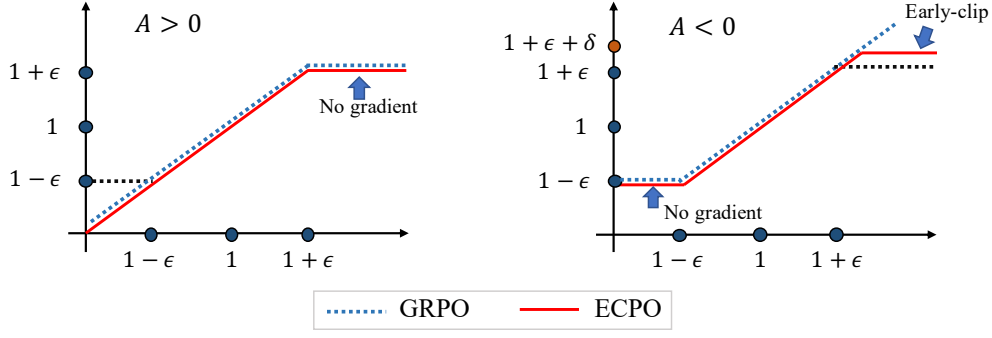 A > 0
1 + ϵ
1
1 − ϵ
No gradient
1 − ϵ
1
1 + ϵ
A < 0
Early-clip
1 + ϵ + δ
1 + ϵ
1
1 − ϵ
No gradient
1 − ϵ
1
1 + ϵ
GRPO
ECPO